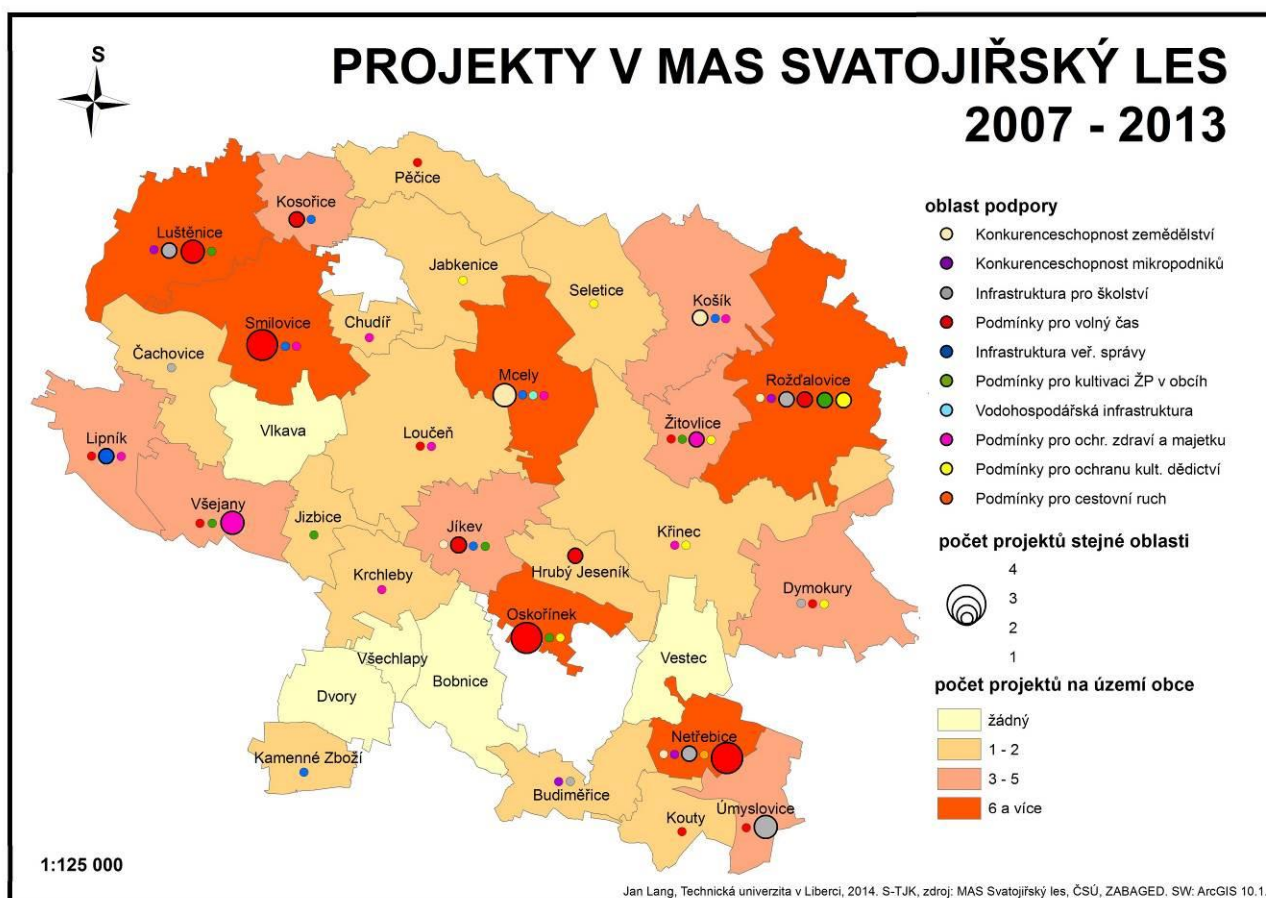 PROJEKTY V MAS SVATOJIŘSKÝ LES
2007 - 2013
S
Pěčice
Kosořice
Luštěnice
Jabkenice
Seletice
Košík
Smilovice
Chudíř
Čachovice
Mcely
Rožďalovice
Žitovlice
Vlkava
Loučeň
Lipník
Všejany
Jizbice
Jíkev
Křinec
Hrubý Jeseník
Krchleby
Dymokury
Oskořínek
Všechlapy
Vestec
Bobnice
Dvory
Netřebice
Kamenné Zboží
Budiměřice
Kouty
Úmyslovice
oblast podpory
Konkurenceschopnost zemědělství
Konkurenceschopnost mikropodniků
Infrastruktura pro školství
Podmínky pro volný čas
Infrastruktura veř. správy
Podmínky pro kultivaci ŽP v obcíh
Vodohospodářská infrastruktura
Podmínky pro ochr. zdraví a majetku
Podmínky pro ochranu kult. dědictví
Podmínky pro cestovní ruch
počet projektů stejné oblasti
4
3
2
1
počet projektů na území obce
žádný
1 - 2
3 - 5
6 a více
1:125 000
Jan Lang, Technická univerzita v Liberci, 2014. S-TJK, zdroj: MAS Svatojiřský les, ČSÚ, ZABAGED. SW: ArcGIS 10.1.